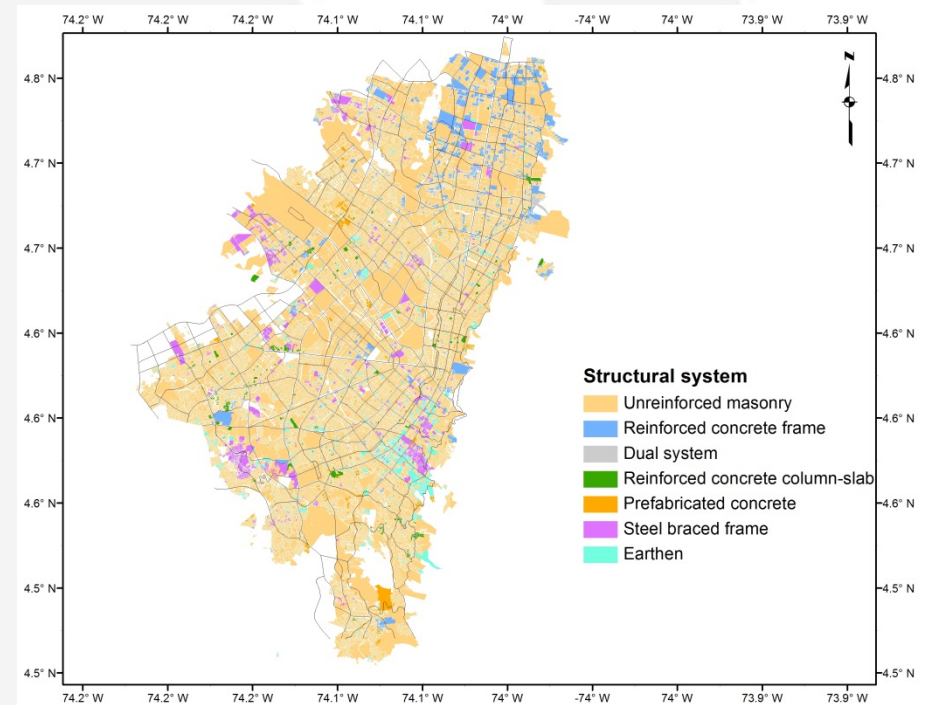 74.2° W 74.2° W 74.2° W 74.1° W 74.1° W 74° W -74° W 74° W 73.9° W 73.9° W
N
4.8° N 4.8° N
4.7° N 4.7° N
4.7° N 4.7° N
4.6° N 4.6° N
Structural system
Unreinforced masonry
4.6° N 4.6° N
Reinforced concrete frame
Dual system
Reinforced concrete column-slab
4.6° N 4.6° N
Prefabricated concrete
Steel braced frame
Earthen
4.5° N 4.5° N
4.5° N 4.5° N
74.2° W 74.2° W 74.2° W 74.1° W 74.1° W 74° W -74° W 74° W 73.9° W 73.9° W